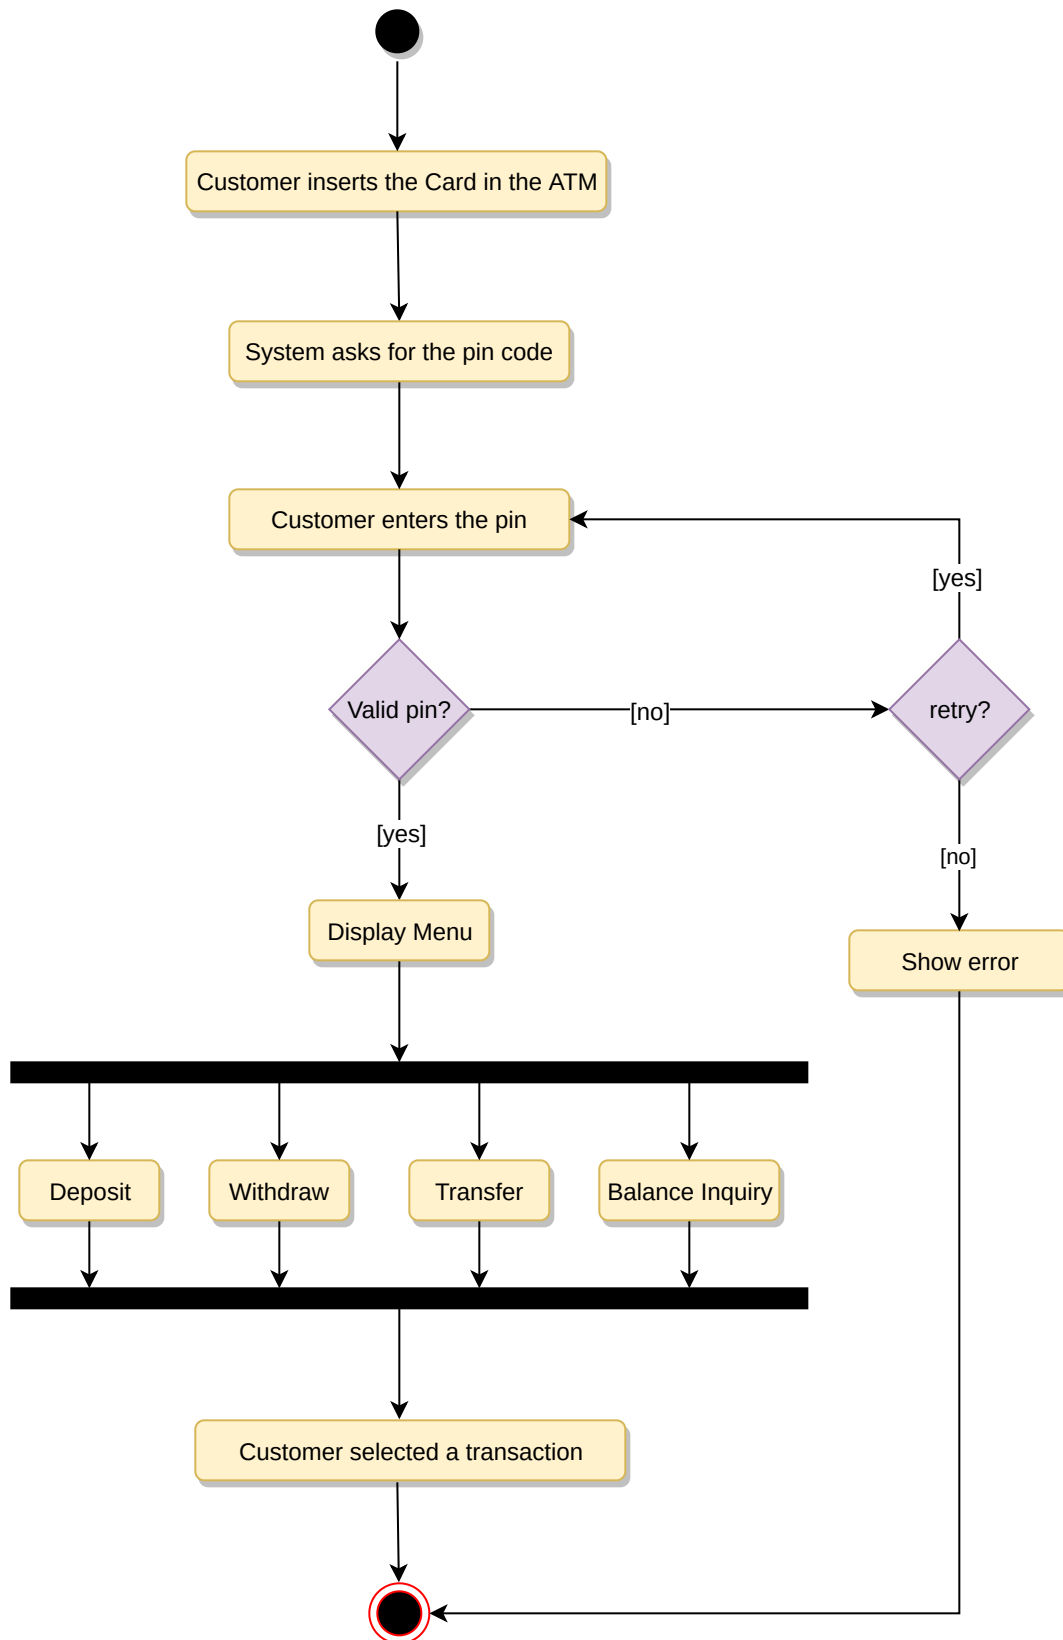 Customer inserts the Card in the ATM
System asks for the pin code
Customer enters the pin
[yes]
Valid pin?
[no]
retry?
[yes]
[no]
Display Menu
Show error
Deposit
Withdraw
Transfer
Balance Inquiry
Customer selected a transaction